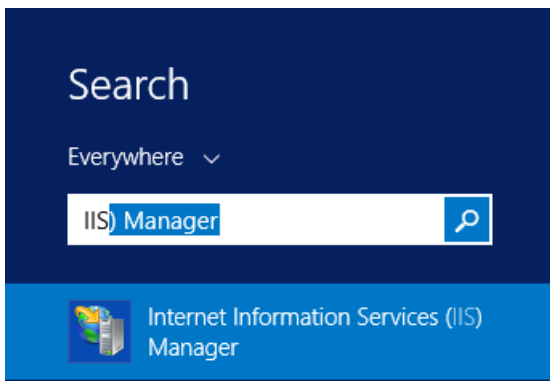 Search
Everywhere
IIS) Manager
Internet Information Services (IIS)
Manager